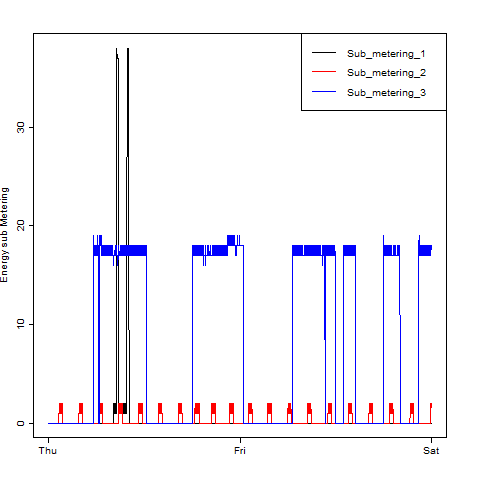 Sub_metering_1
Sub_metering_2
Sub_metering_3
Energy sub Metering
30
20
10
0
Thu Fri Sat